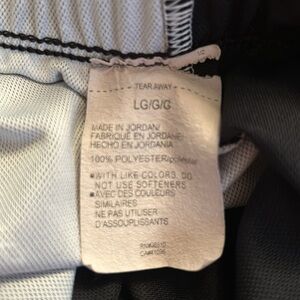 TEAR AWAY
LG/G/G
MADE IN JORDAN/
FABRIQUÉ EN JORDANIE/
HECHO EN JORDANIA
100% POLYESTER/
■WITH LIKE COLORS. DO
NOT USE SOFTENERS
■AVEC DES COULEURS
SIMILAIRES
NE PAS UTILISER
D'ASSOUPLISSANTS